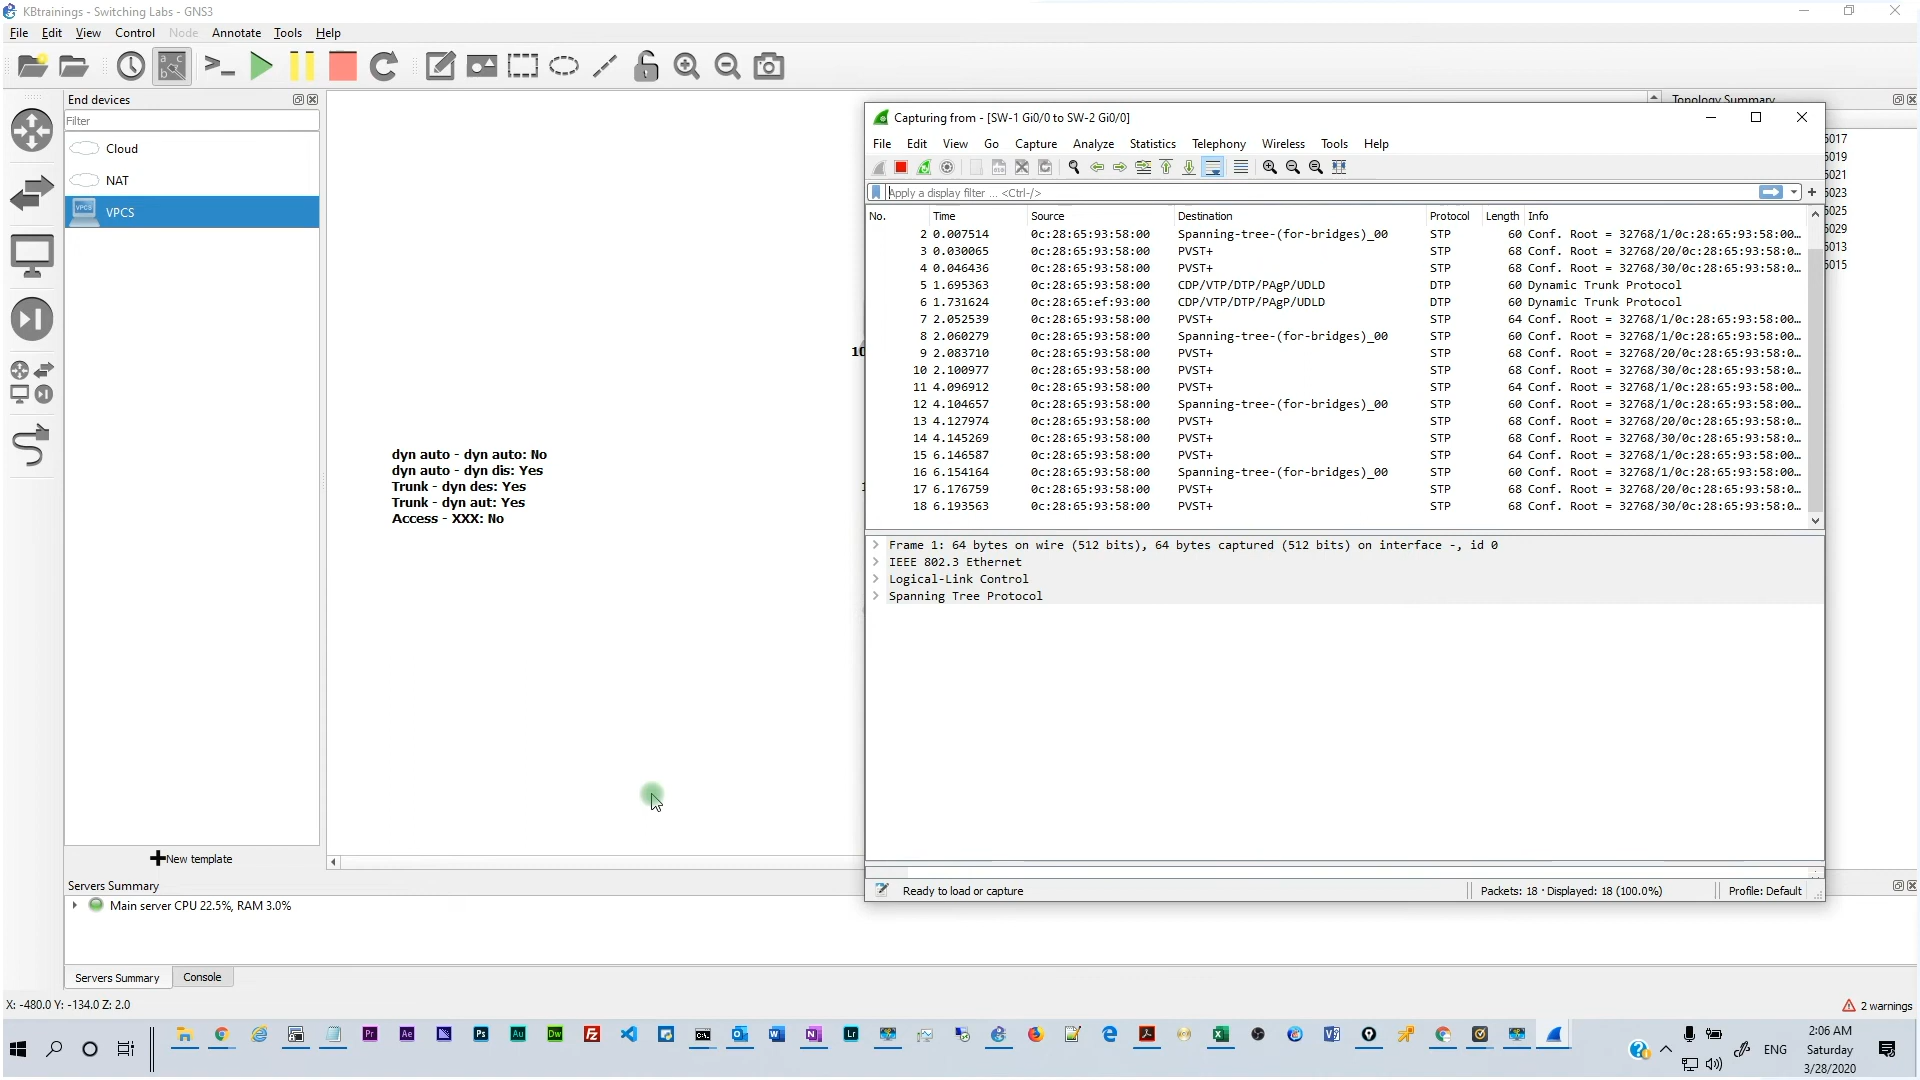 KBtrainings - Switching Labs - GNS3
File Edit View Control Node Annotate Tools Help
End devices
Filter
Cloud
NAT
VPCS
New template
dyn auto - dyn auto: No
dyn auto - dyn dis: Yes
Trunk - dyn des: Yes
Trunk - dyn aut: Yes
Access - XXX: No
10
Topology Summary
5017
5019
5021
5023
5025
5029
5013
5015
Capturing from - [SW-1 Gi0/0 to SW-2 Gi0/0]
File Edit View Go Capture Analyze Statistics Telephony Wireless Tools Help
Apply a display filter ... <Ctrl-/>
No. Time Source Destination Protocol Length Info
2 0.007514 0c:28:65:93:58:00 Spanning-tree-(for-bridges)_00 STP 60 Conf. Root = 32768/1/0c:28:65:93:58:00…
3 0.030065 0c:28:65:93:58:00 PVST+ STP 68 Conf. Root = 32768/20/0c:28:65:93:58:0…
4 0.046436 0c:28:65:93:58:00 PVST+ STP 68 Conf. Root = 32768/30/0c:28:65:93:58:0…
5 1.695363 0c:28:65:93:58:00 CDP/VTP/DTP/PAgP/UDLD DTP 60 Dynamic Trunk Protocol
6 1.731624 0c:28:65:ef:93:00 CDP/VTP/DTP/PAgP/UDLD DTP 60 Dynamic Trunk Protocol
7 2.052539 0c:28:65:93:58:00 PVST+ STP 64 Conf. Root = 32768/1/0c:28:65:93:58:00…
8 2.060279 0c:28:65:93:58:00 Spanning-tree-(for-bridges)_00 STP 60 Conf. Root = 32768/1/0c:28:65:93:58:00…
9 2.083710 0c:28:65:93:58:00 PVST+ STP 68 Conf. Root = 32768/20/0c:28:65:93:58:0…
10 2.100977 0c:28:65:93:58:00 PVST+ STP 68 Conf. Root = 32768/30/0c:28:65:93:58:0…
11 4.096912 0c:28:65:93:58:00 PVST+ STP 64 Conf. Root = 32768/1/0c:28:65:93:58:00…
12 4.104657 0c:28:65:93:58:00 Spanning-tree-(for-bridges)_00 STP 60 Conf. Root = 32768/1/0c:28:65:93:58:00…
13 4.127974 0c:28:65:93:58:00 PVST+ STP 68 Conf. Root = 32768/20/0c:28:65:93:58:0…
14 4.145269 0c:28:65:93:58:00 PVST+ STP 68 Conf. Root = 32768/30/0c:28:65:93:58:0…
15 6.146587 0c:28:65:93:58:00 PVST+ STP 64 Conf. Root = 32768/1/0c:28:65:93:58:00…
16 6.154164 0c:28:65:93:58:00 Spanning-tree-(for-bridges)_00 STP 60 Conf. Root = 32768/1/0c:28:65:93:58:00…
17 6.176759 0c:28:65:93:58:00 PVST+ STP 68 Conf. Root = 32768/20/0c:28:65:93:58:0…
18 6.193563 0c:28:65:93:58:00 PVST+ STP 68 Conf. Root = 32768/30/0c:28:65:93:58:0…
Frame 1: 64 bytes on wire (512 bits), 64 bytes captured (512 bits) on interface -, id 0
IEEE 802.3 Ethernet
Logical-Link Control
Spanning Tree Protocol
Ready to load or capture Packets: 18 · Displayed: 18 (100.0%) Profile: Default
Servers Summary
Main server CPU 22.5%, RAM 3.0%
Servers Summary Console
X: -480.0 Y: -134.0 Z: 2.0
2 warnings
Pr Ae Ps Au Dw Fz Lr
ENG
2:06 AM
Saturday
3/28/2020